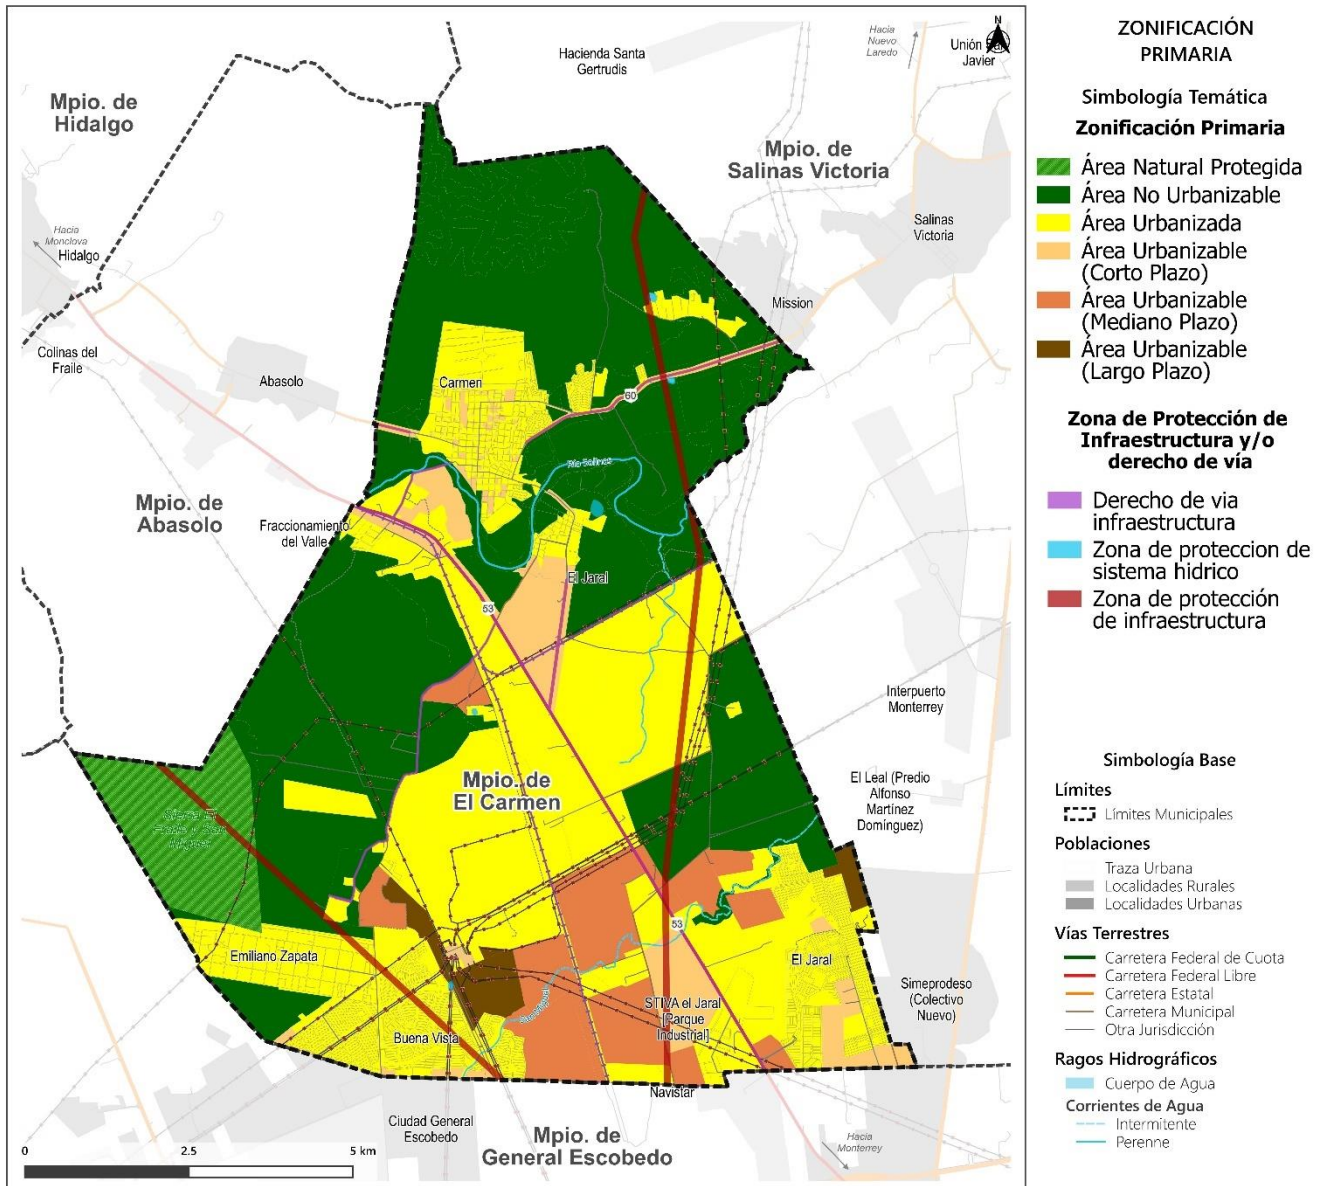 N
Hacia
Nuevo
Laredo
Unión San
Javier
Hacienda Santa
Gertrudis
Mpio. de
Hidalgo
Mpio. de
Salinas Victoria
Salinas
Victoria
Hacia
Monclova
Hidalgo
Mission
Colinas del
Fraile
Abasolo
Carmen
60
Río Salinas
Mpio. de
Abasolo
Fraccionamiento
del Valle
El Jaral
53
Interpuerto
Monterrey
Mpio. de
El Carmen
El Leal (Predio
Alfonso
Martínez
Domínguez)
Sierra El
Fraile y San
Miguel
53
Emiliano Zapata
El Jaral
STIVA el Jaral
[Parque
Industrial]
Simeprodeso
(Colectivo
Nuevo)
Buena Vista
Navistar
Ciudad General
Escobedo
Mpio. de
General Escobedo
Hacia
Monterrey
0 2.5 5 km
ZONIFICACIÓN
PRIMARIA
Simbología Temática
Zonificación Primaria
Área Natural Protegida
Área No Urbanizable
Área Urbanizada
Área Urbanizable
(Corto Plazo)
Área Urbanizable
(Mediano Plazo)
Área Urbanizable
(Largo Plazo)
Zona de Protección de
Infraestructura y/o
derecho de vía
Derecho de via
infraestructura
Zona de proteccion de
sistema hidrico
Zona de protección
de infraestructura
Simbología Base
Límites
Límites Municipales
Poblaciones
Traza Urbana
Localidades Rurales
Localidades Urbanas
Vías Terrestres
Carretera Federal de Cuota
Carretera Federal Libre
Carretera Estatal
Carretera Municipal
Otra Jurisdicción
Ragos Hidrográficos
Cuerpo de Agua
Corrientes de Agua
Intermitente
Perenne